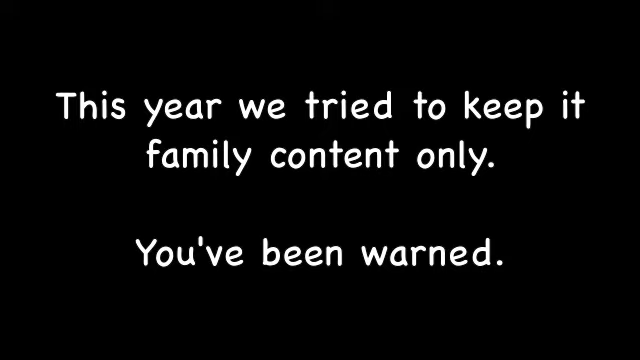 This year we tried to keep it
family content only.
You've been warned.